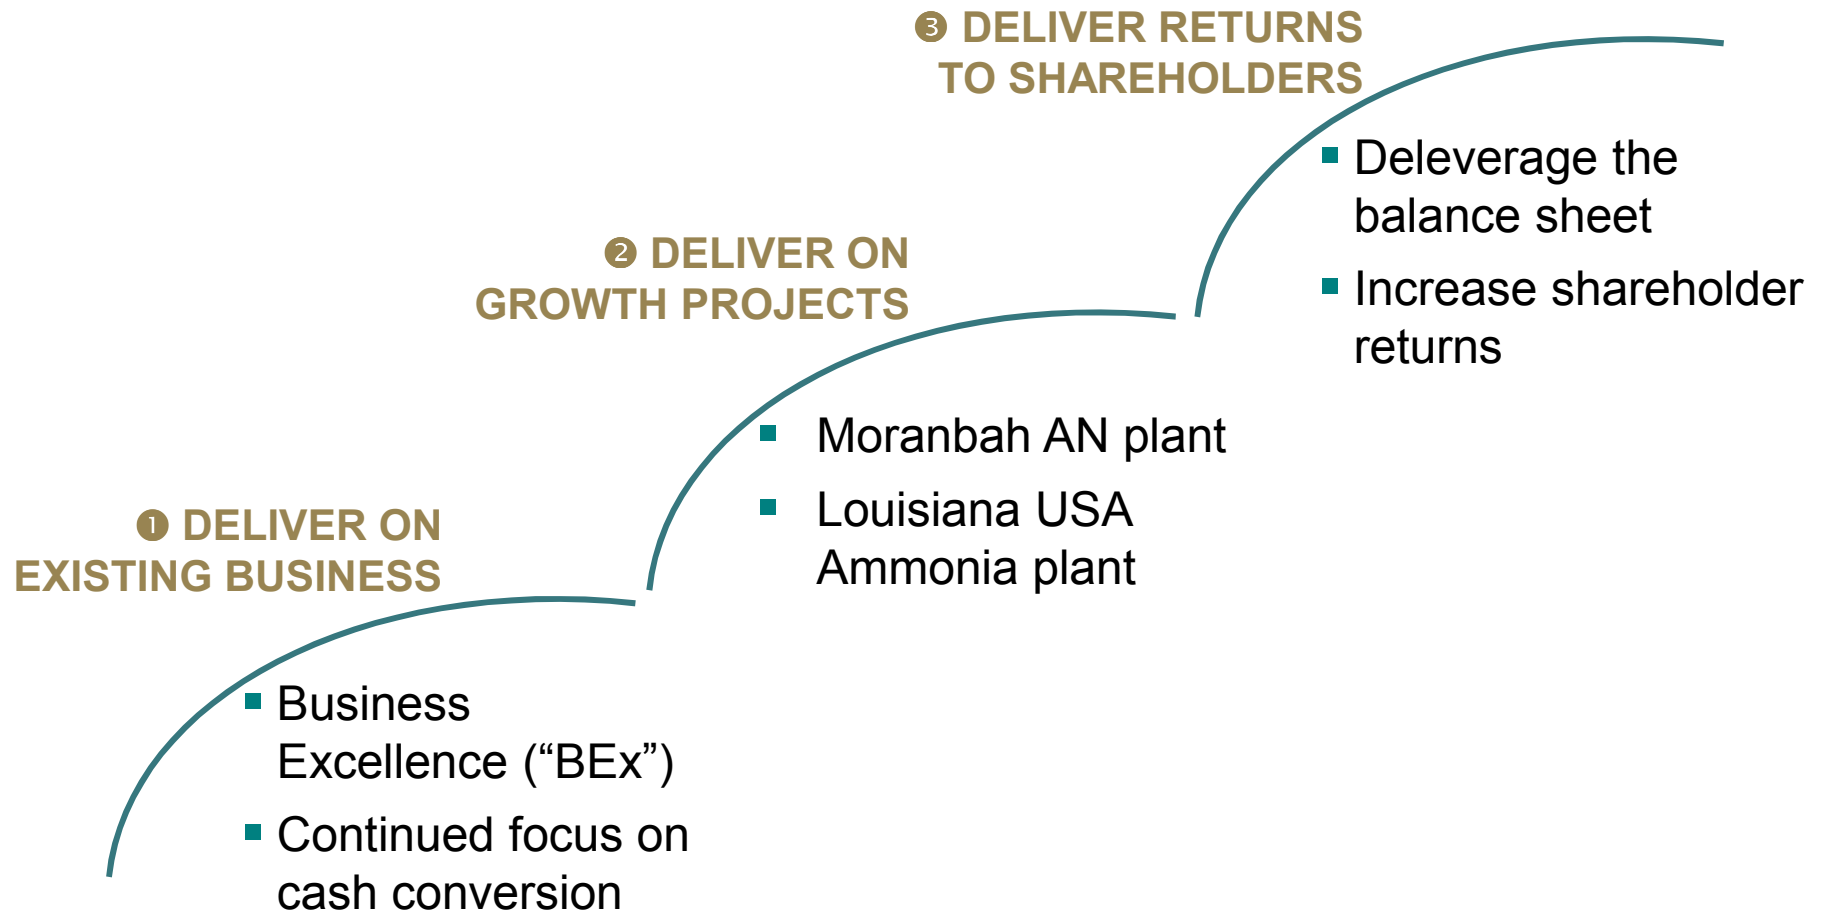 ❸ DELIVER RETURNS
TO SHAREHOLDERS
▪ Deleverage the
balance sheet
▪ Increase shareholder
returns
❷ DELIVER ON
GROWTH PROJECTS
▪ Moranbah AN plant
▪ Louisiana USA
Ammonia plant
❶ DELIVER ON
EXISTING BUSINESS
▪ Business
Excellence (“BEx”)
▪ Continued focus on
cash conversion